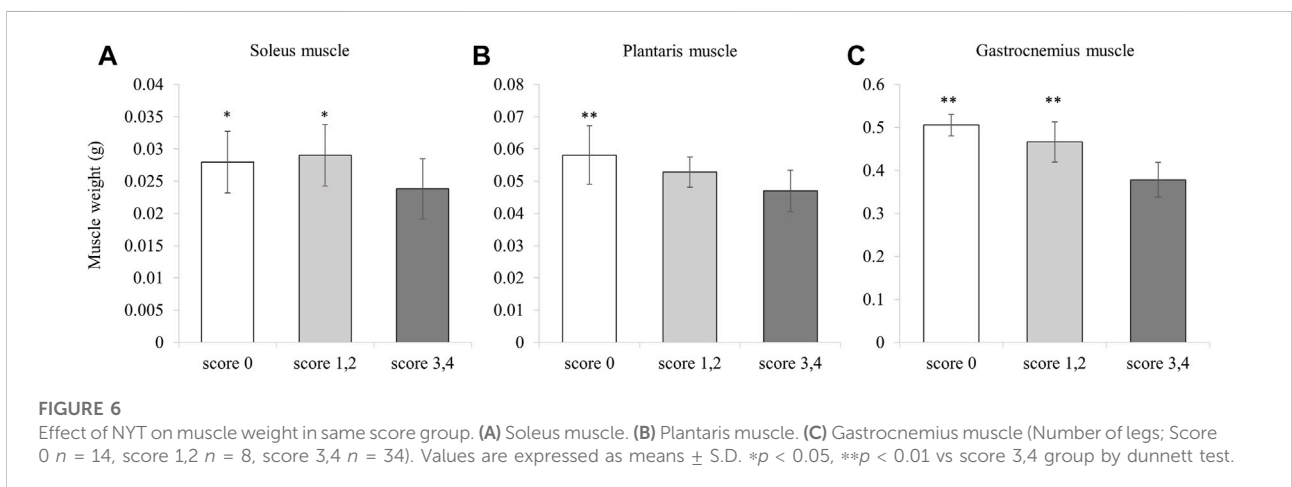 A
Soleus muscle
Muscle weight (g)
0.04
0.035
0.03
0.025
0.02
0.015
0.01
0.005
0
*
*
score 0
score 1,2
score 3,4
B
Plantaris muscle
0.08
0.07
0.06
0.05
0.04
0.03
0.02
0.01
0
**
score 0
score 1,2
score 3,4
C
Gastrocnemius muscle
0.6
0.5
0.4
0.3
0.2
0.1
0
**
**
score 0
score 1,2
score 3,4
FIGURE 6
Effect of NYT on muscle weight in same score group. (A) Soleus muscle. (B) Plantaris muscle. (C) Gastrocnemius muscle (Number of legs; Score
0 n = 14, score 1,2 n = 8, score 3,4 n = 34). Values are expressed as means ± S.D. *p < 0.05, **p < 0.01 vs score 3,4 group by dunnett test.